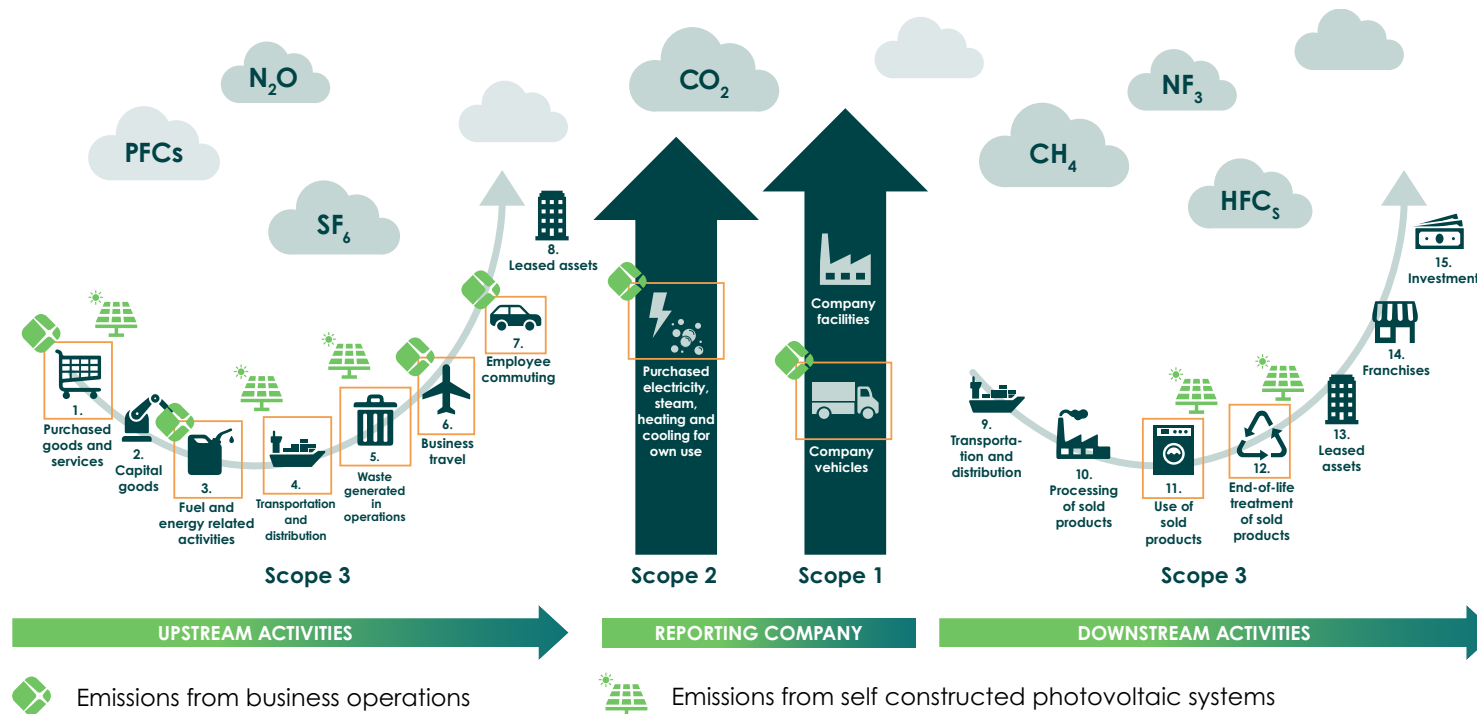 N₂O
PFCs
SF₆
CO₂
NF₃
CH₄
HFCₛ
1.
Purchased
goods and
services
2.
Capital
goods
3.
Fuel and
energy related
activities
4.
Transportation
and
distribution
5.
Waste
generated
in
operations
6.
Business
travel
7.
Employee
commuting
8.
Leased assets
Purchased
electricity,
steam,
heating and
cooling for
own use
Company
facilities
Company
vehicles
9.
Transporta-
tion and
distribution
10.
Processing
of sold
products
11.
Use of
sold
products
12.
End-of-life
treatment
of sold
products
13.
Leased
assets
14.
Franchises
15.
Investment
Scope 3
Scope 2
Scope 1
Scope 3
UPSTREAM ACTIVITIES
REPORTING COMPANY
DOWNSTREAM ACTIVITIES
Emissions from business operations
Emissions from self constructed photovoltaic systems